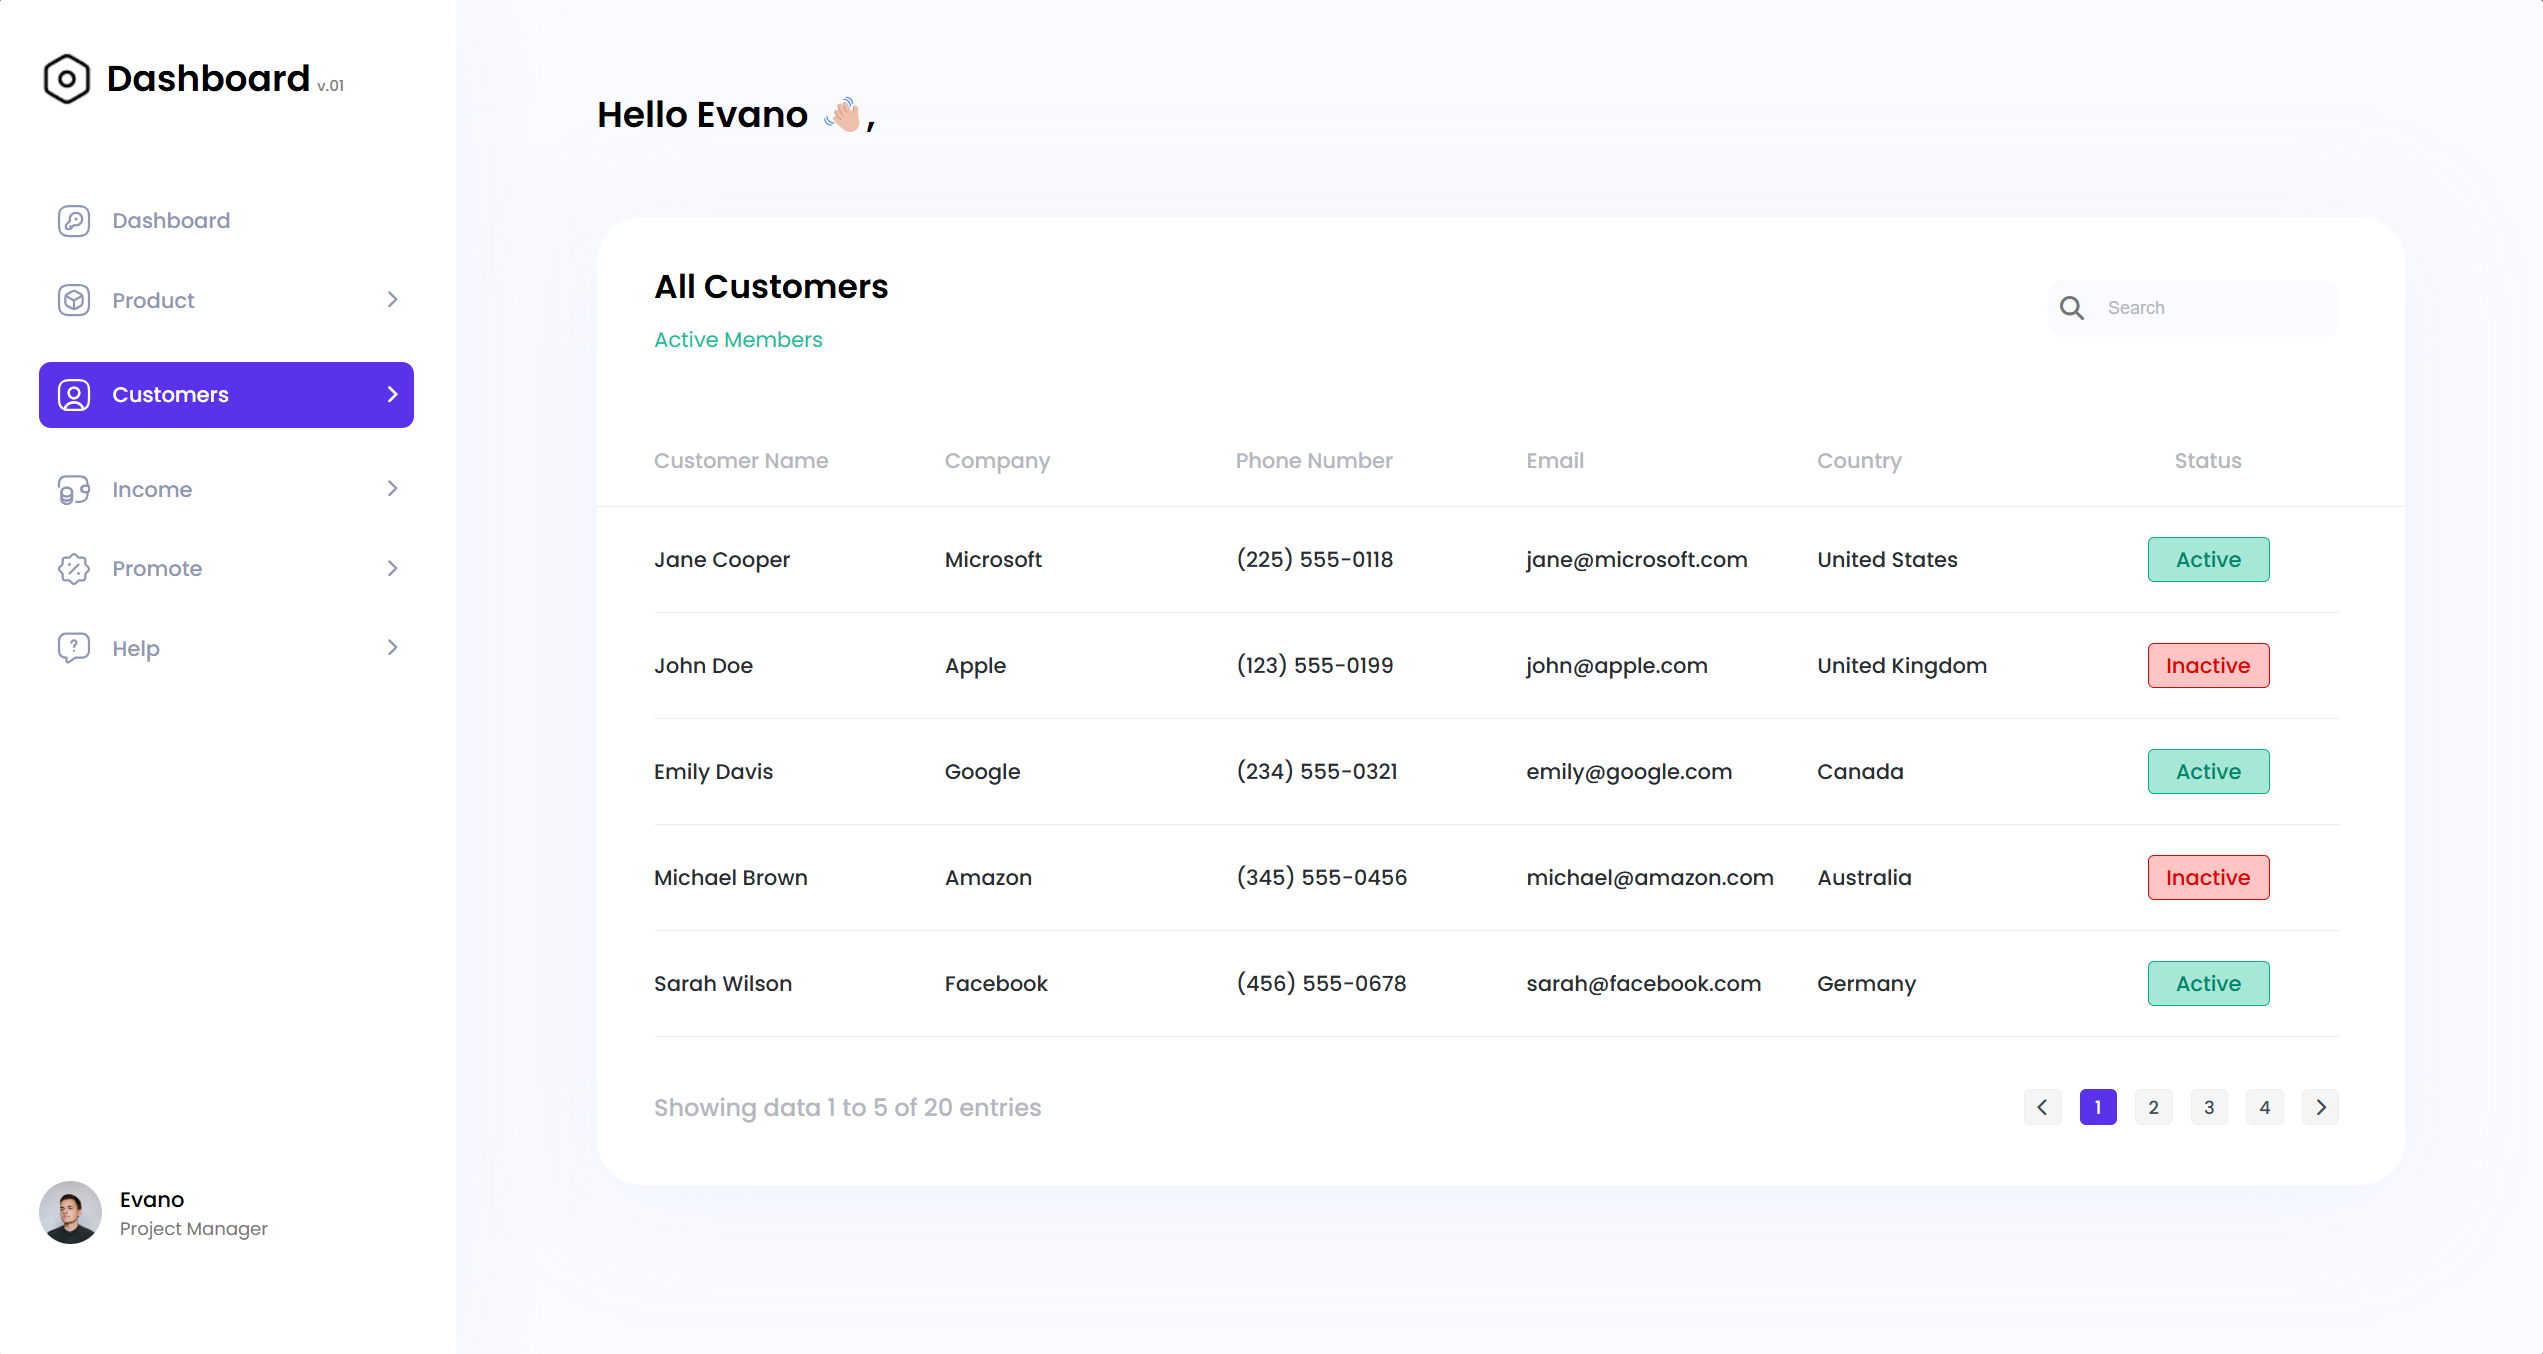 Dashboard v.01
Dashboard
Product
Customers
Income
Promote
Help
Evano
Project Manager
Hello Evano 👋🏼,
All Customers
Active Members
Search
Customer Name Company Phone Number Email Country Status
Jane Cooper Microsoft (225) 555-0118 jane@microsoft.com United States Active
John Doe Apple (123) 555-0199 john@apple.com United Kingdom Inactive
Emily Davis Google (234) 555-0321 emily@google.com Canada Active
Michael Brown Amazon (345) 555-0456 michael@amazon.com Australia Inactive
Sarah Wilson Facebook (456) 555-0678 sarah@facebook.com Germany Active
Showing data 1 to 5 of 20 entries 1 2 3 4